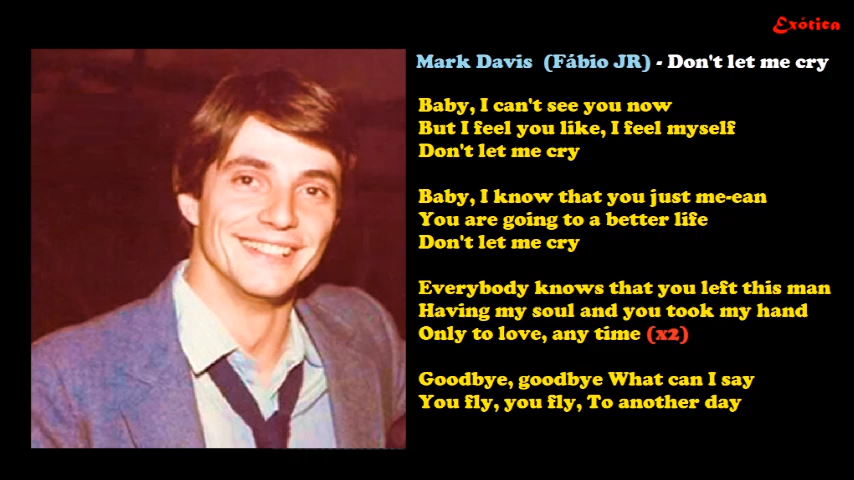 Exótica
Mark Davis (Fábio JR) - Don't let me cry
Baby, I can't see you now
But I feel you like, I feel myself
Don't let me cry
Baby, I know that you just me-ean
You are going to a better life
Don't let me cry
Everybody knows that you left this man
Having my soul and you took my hand
Only to love, any time (x2)
Goodbye, goodbye What can I say
You fly, you fly, To another day